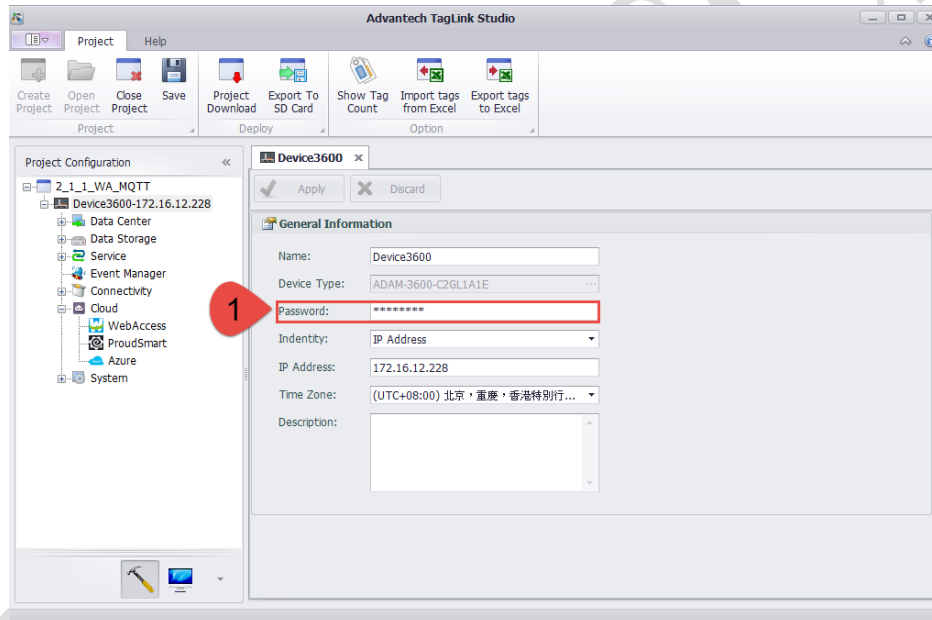 Advantech TagLink Studio
Project Help
Create Project Open Project Close Project Save Project Download Export To SD Card Show Tag Count Import tags from Excel Export tags to Excel
Project Deploy Option
Project Configuration «
2_1_1_WA_MQTT
Device3600-172.16.12.228
Data Center
Data Storage
Service
Event Manager
Connectivity
Cloud
WebAccess
ProudSmart
Azure
System
Device3600 x
Apply Discard
General Information
Name: Device3600
Device Type: ADAM-3600-C2GL1A1E ...
1
Password: ********
Indentity: IP Address
IP Address: 172.16.12.228
Time Zone: (UTC+08:00) 北京，重慶，香港特別行...
Description: